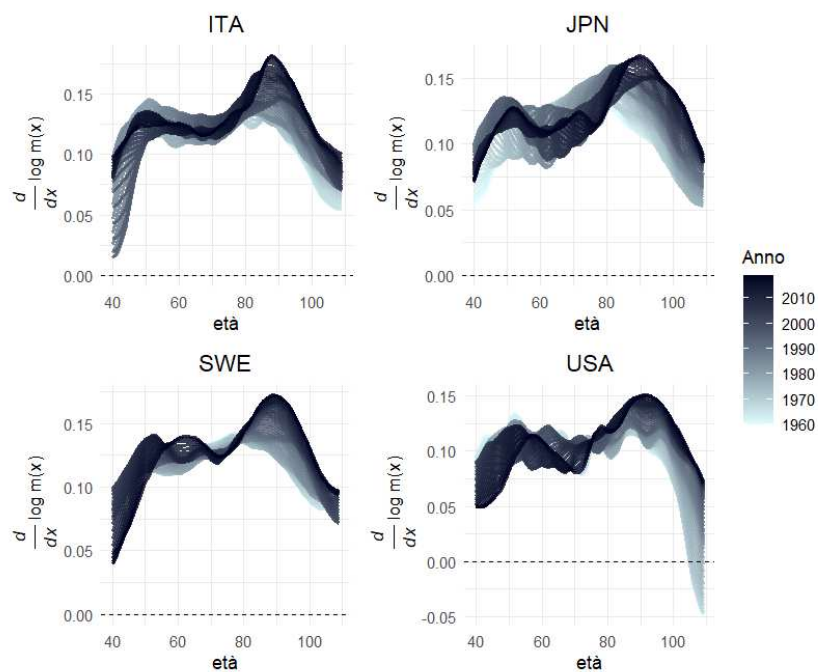 ITA
JPN
0.15
0.10
0.05
0.00
d/dx log m(x)
40 60 80 100
età
0.15
0.10
0.05
0.00
d/dx log m(x)
40 60 80 100
età
SWE
USA
0.15
0.10
0.05
0.00
d/dx log m(x)
40 60 80 100
età
0.15
0.10
0.05
0.00
-0.05
d/dx log m(x)
40 60 80 100
età
Anno
2010
2000
1990
1980
1970
1960